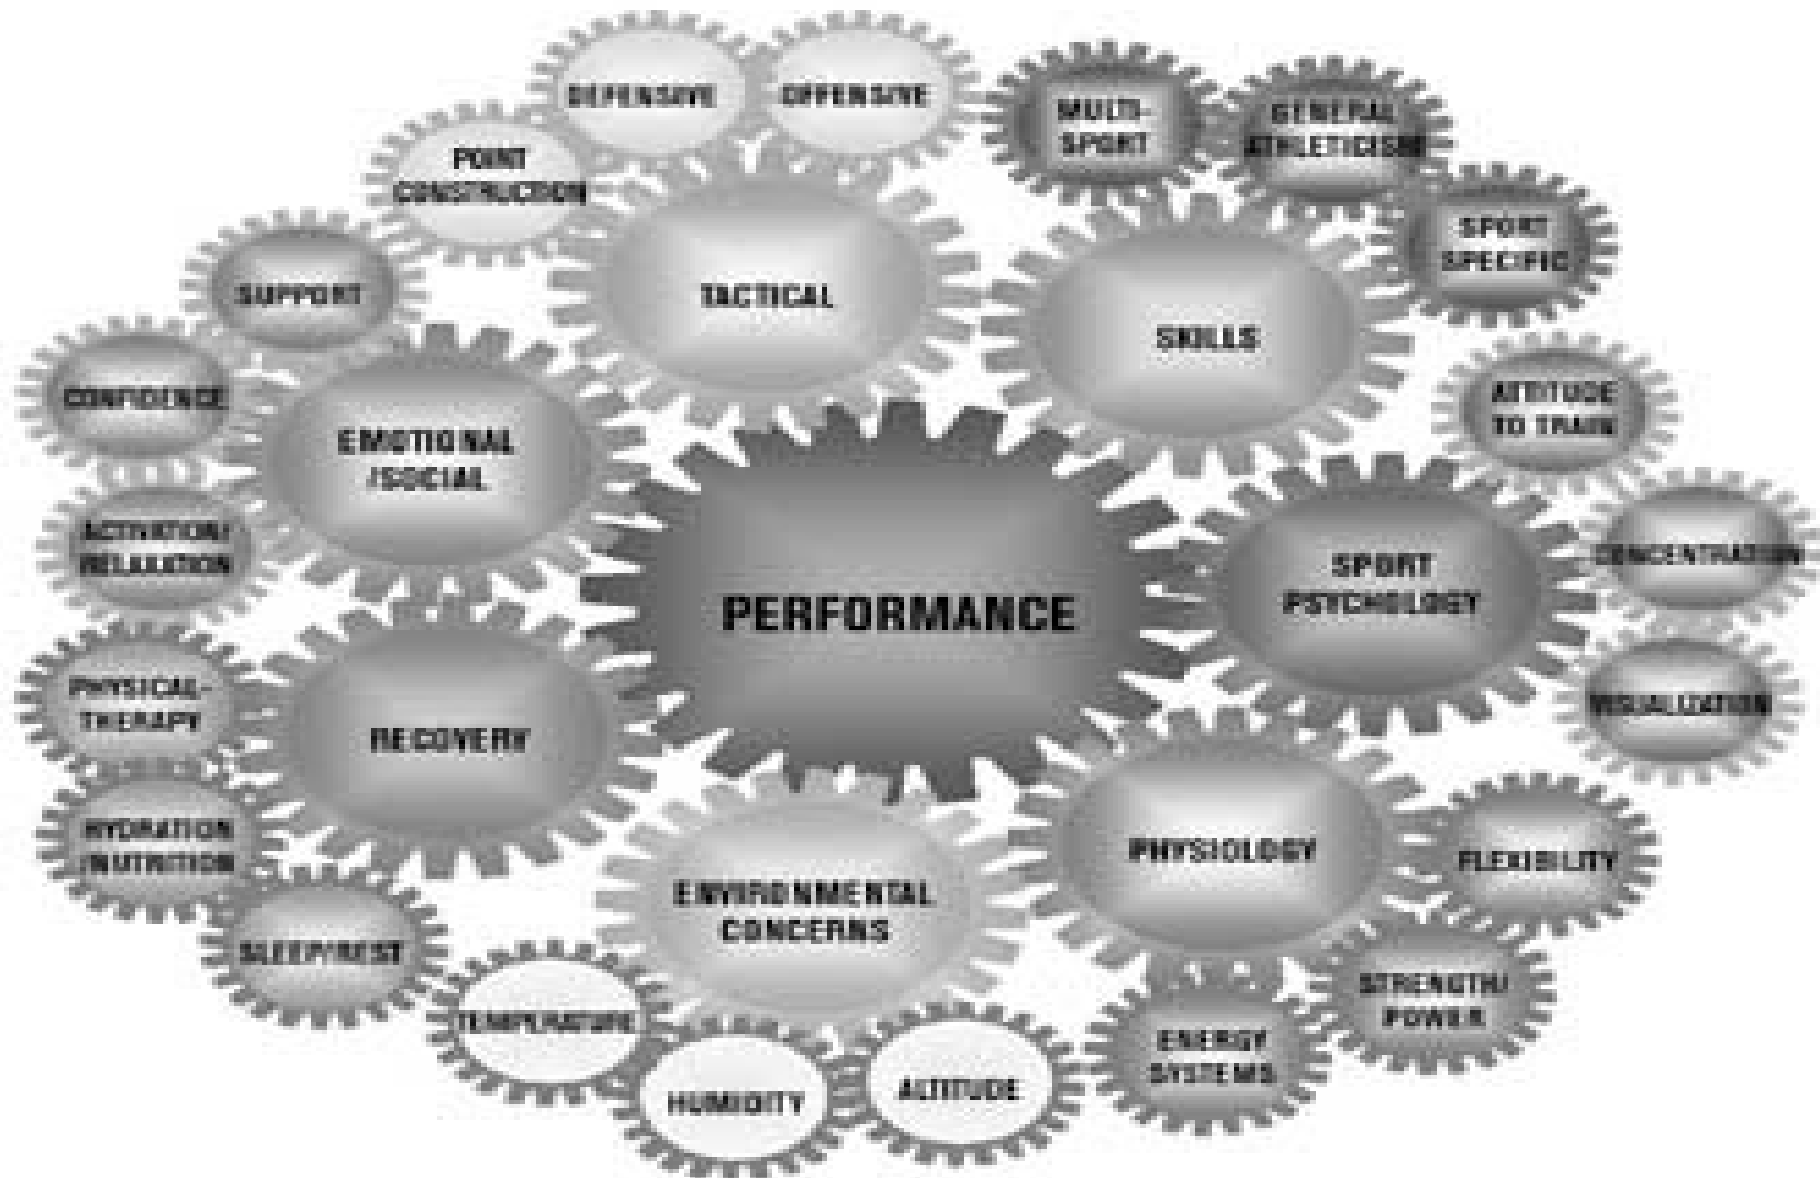 DEFENSIVE
OFFENSIVE
MULTI-
SPORT
GENERAL
ATHLETICISM
POINT
CONSTRUCTION
SPORT
SPECIFIC
SUPPORT
TACTICAL
SKILLS
CONFIDENCE
ATTITUDE
TO TRAIN
EMOTIONAL
/SOCIAL
ACTIVATION/
RELAXATION
CONCENTRATION
SPORT
PSYCHOLOGY
PERFORMANCE
PHYSICAL-
THERAPY
VISUALIZATION
RECOVERY
HYDRATION
/NUTRITION
PHYSIOLOGY
FLEXIBILITY
ENVIRONMENTAL
CONCERNS
SLEEP/REST
STRENGTH/
POWER
TEMPERATURE
ENERGY
SYSTEMS
HUMIDITY
ALTITUDE